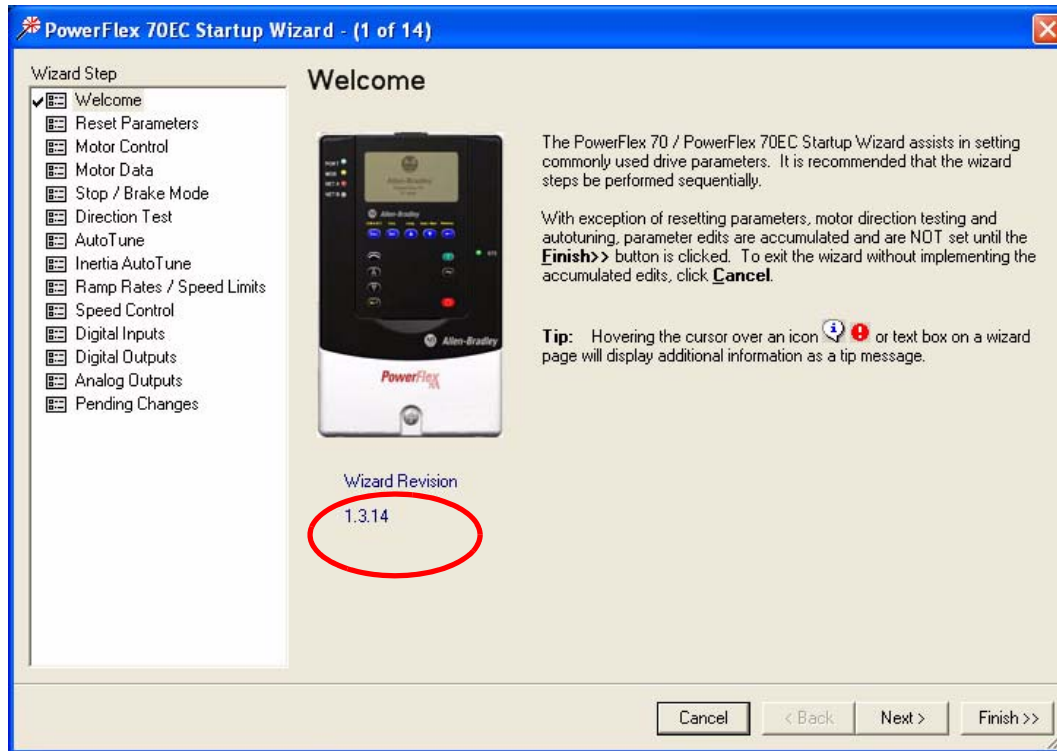 PowerFlex 70EC Startup Wizard - (1 of 14)
Wizard Step
Welcome
Reset Parameters
Motor Control
Motor Data
Stop / Brake Mode
Direction Test
AutoTune
Inertia AutoTune
Ramp Rates / Speed Limits
Speed Control
Digital Inputs
Digital Outputs
Analog Outputs
Pending Changes
Welcome
Allen-Bradley
PowerFlex
Wizard Revision
1.3.14
The PowerFlex 70 / PowerFlex 70EC Startup Wizard assists in setting
commonly used drive parameters. It is recommended that the wizard
steps be performed sequentially.
With exception of resetting parameters, motor direction testing and
autotuning, parameter edits are accumulated and are NOT set until the
Finish>> button is clicked. To exit the wizard without implementing the
accumulated edits, click Cancel.
Tip: Hovering the cursor over an icon or text box on a wizard
page will display additional information as a tip message.
Cancel
< Back
Next >
Finish >>